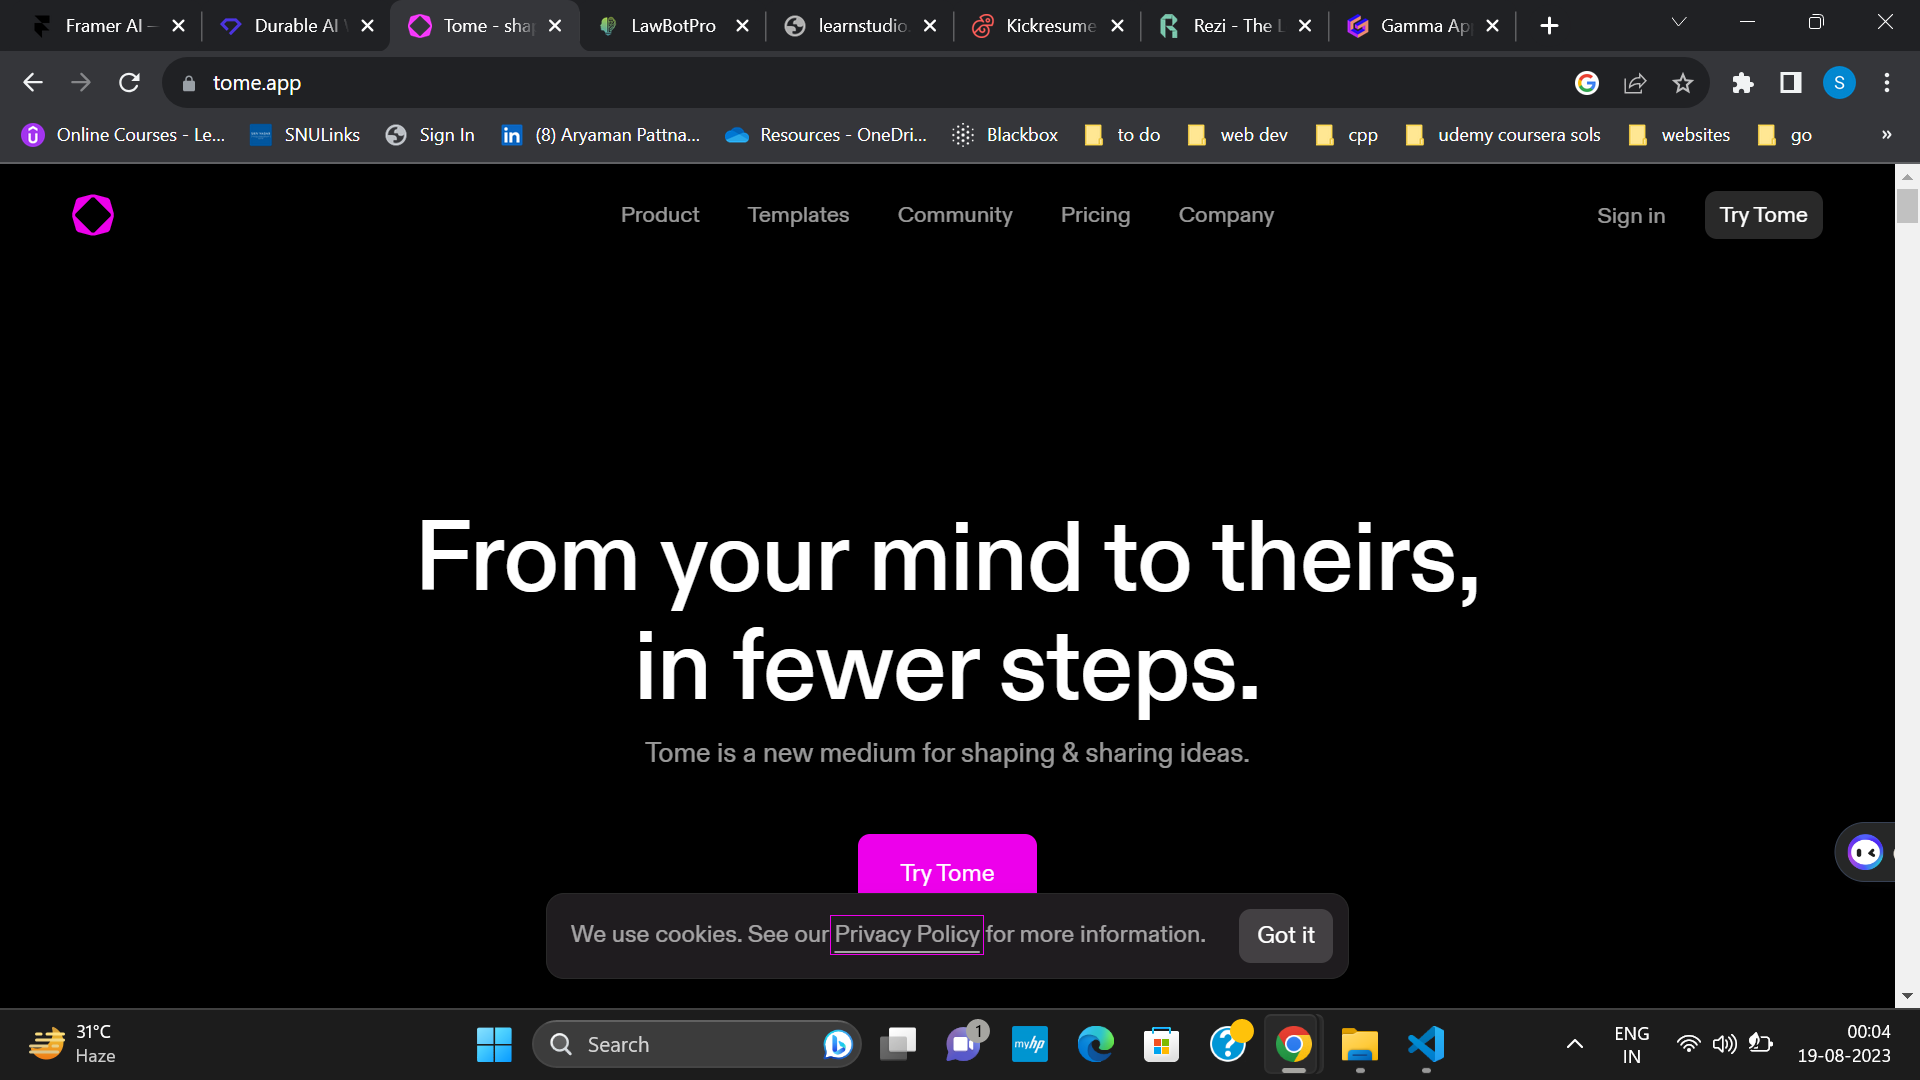 Framer AI —
Durable AI
Tome - sha
LawBotPro
learnstudio.
Kickresume
Rezi - The L
Gamma Ap
tome.app
S
Online Courses - Le...
SNULinks
Sign In
(8) Aryaman Pattna...
Resources - OneDri...
Blackbox
to do
web dev
cpp
udemy coursera sols
websites
go
»
Product
Templates
Community
Pricing
Company
Sign in
Try Tome
From your mind to theirs,
in fewer steps.
Tome is a new medium for shaping & sharing ideas.
Try Tome
We use cookies. See our Privacy Policy for more information.
Got it
31°C
Haze
Search
1
myhp
ENG
IN
00:04
19-08-2023